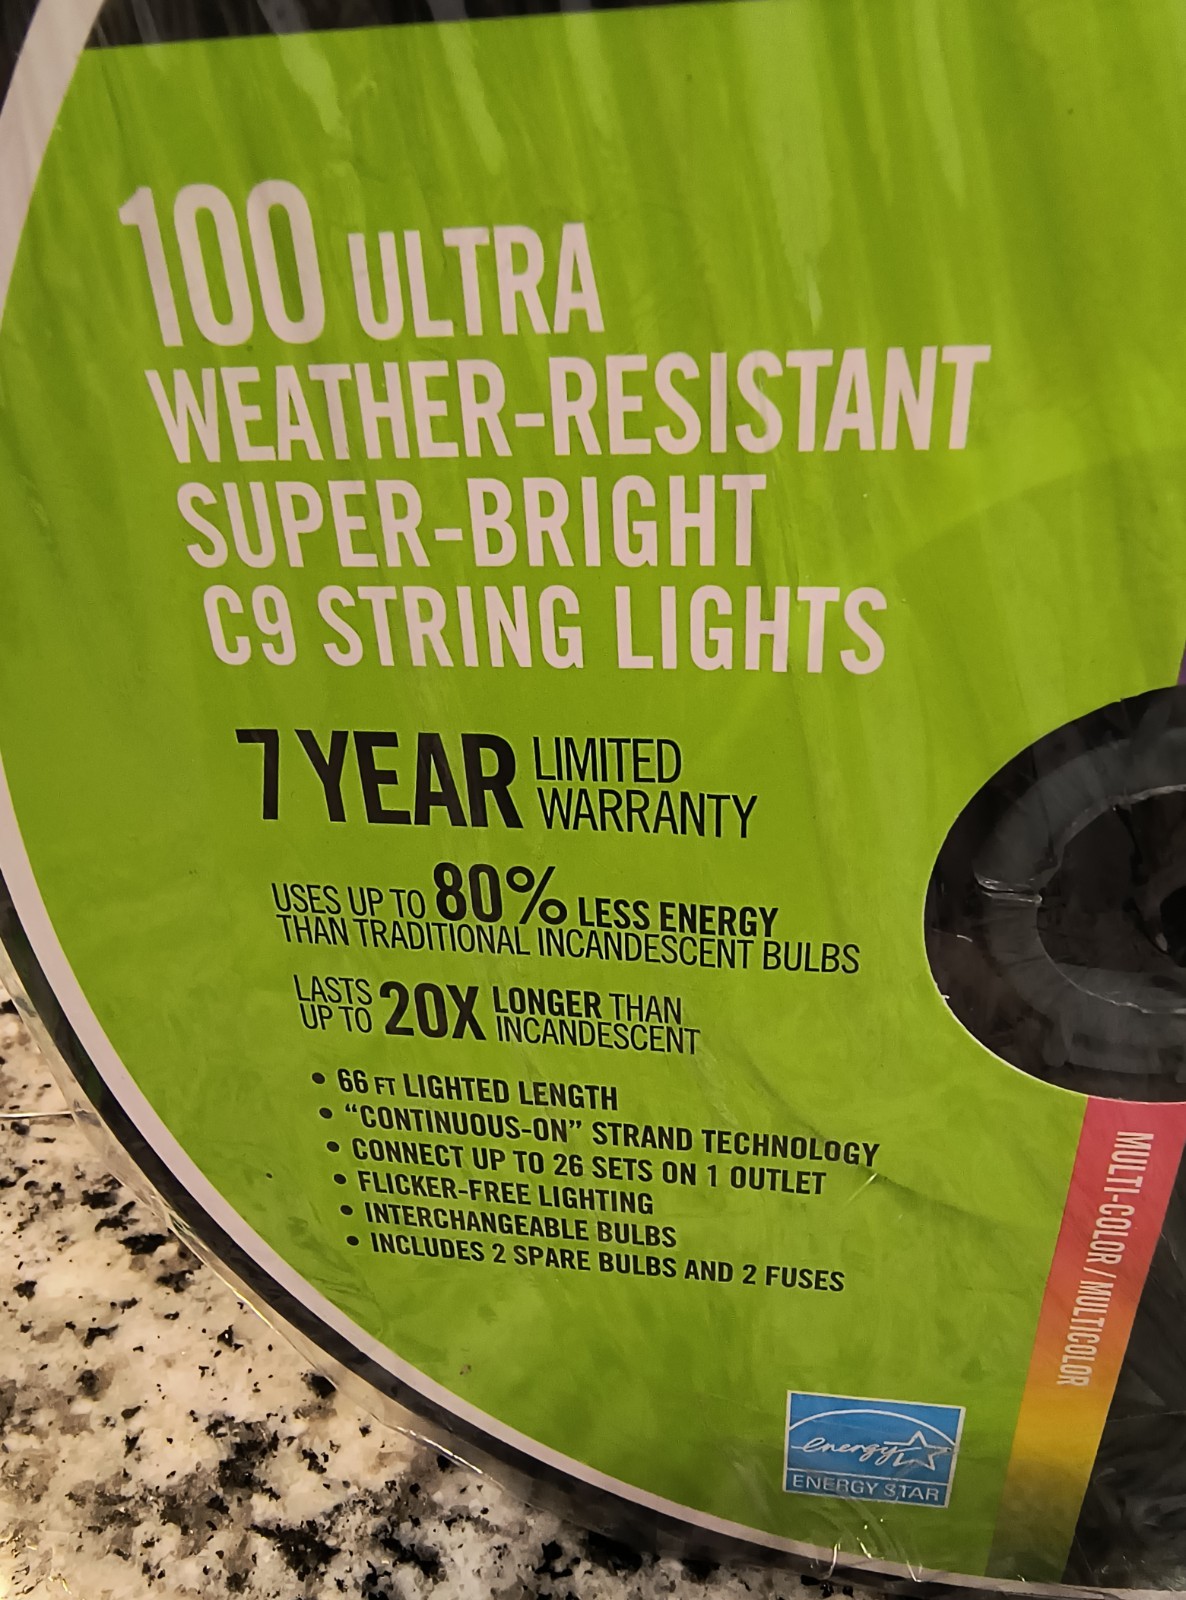 100 ULTRA
WEATHER-RESISTANT
SUPER-BRIGHT
C9 STRING LIGHTS
7 YEAR LIMITED
WARRANTY
USES UP TO 80% LESS ENERGY
THAN TRADITIONAL INCANDESCENT BULBS
LASTS
UP TO 20X LONGER THAN
INCANDESCENT
• 66 FT LIGHTED LENGTH
• "CONTINUOUS-ON" STRAND TECHNOLOGY
• CONNECT UP TO 26 SETS ON 1 OUTLET
• FLICKER-FREE LIGHTING
• INTERCHANGEABLE BULBS
• INCLUDES 2 SPARE BULBS AND 2 FUSES
MULTI-COLOR / MULTICOLOR
energy
ENERGY STAR